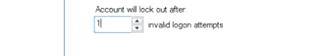 Account will lock out after:
1 invalid logon attempts